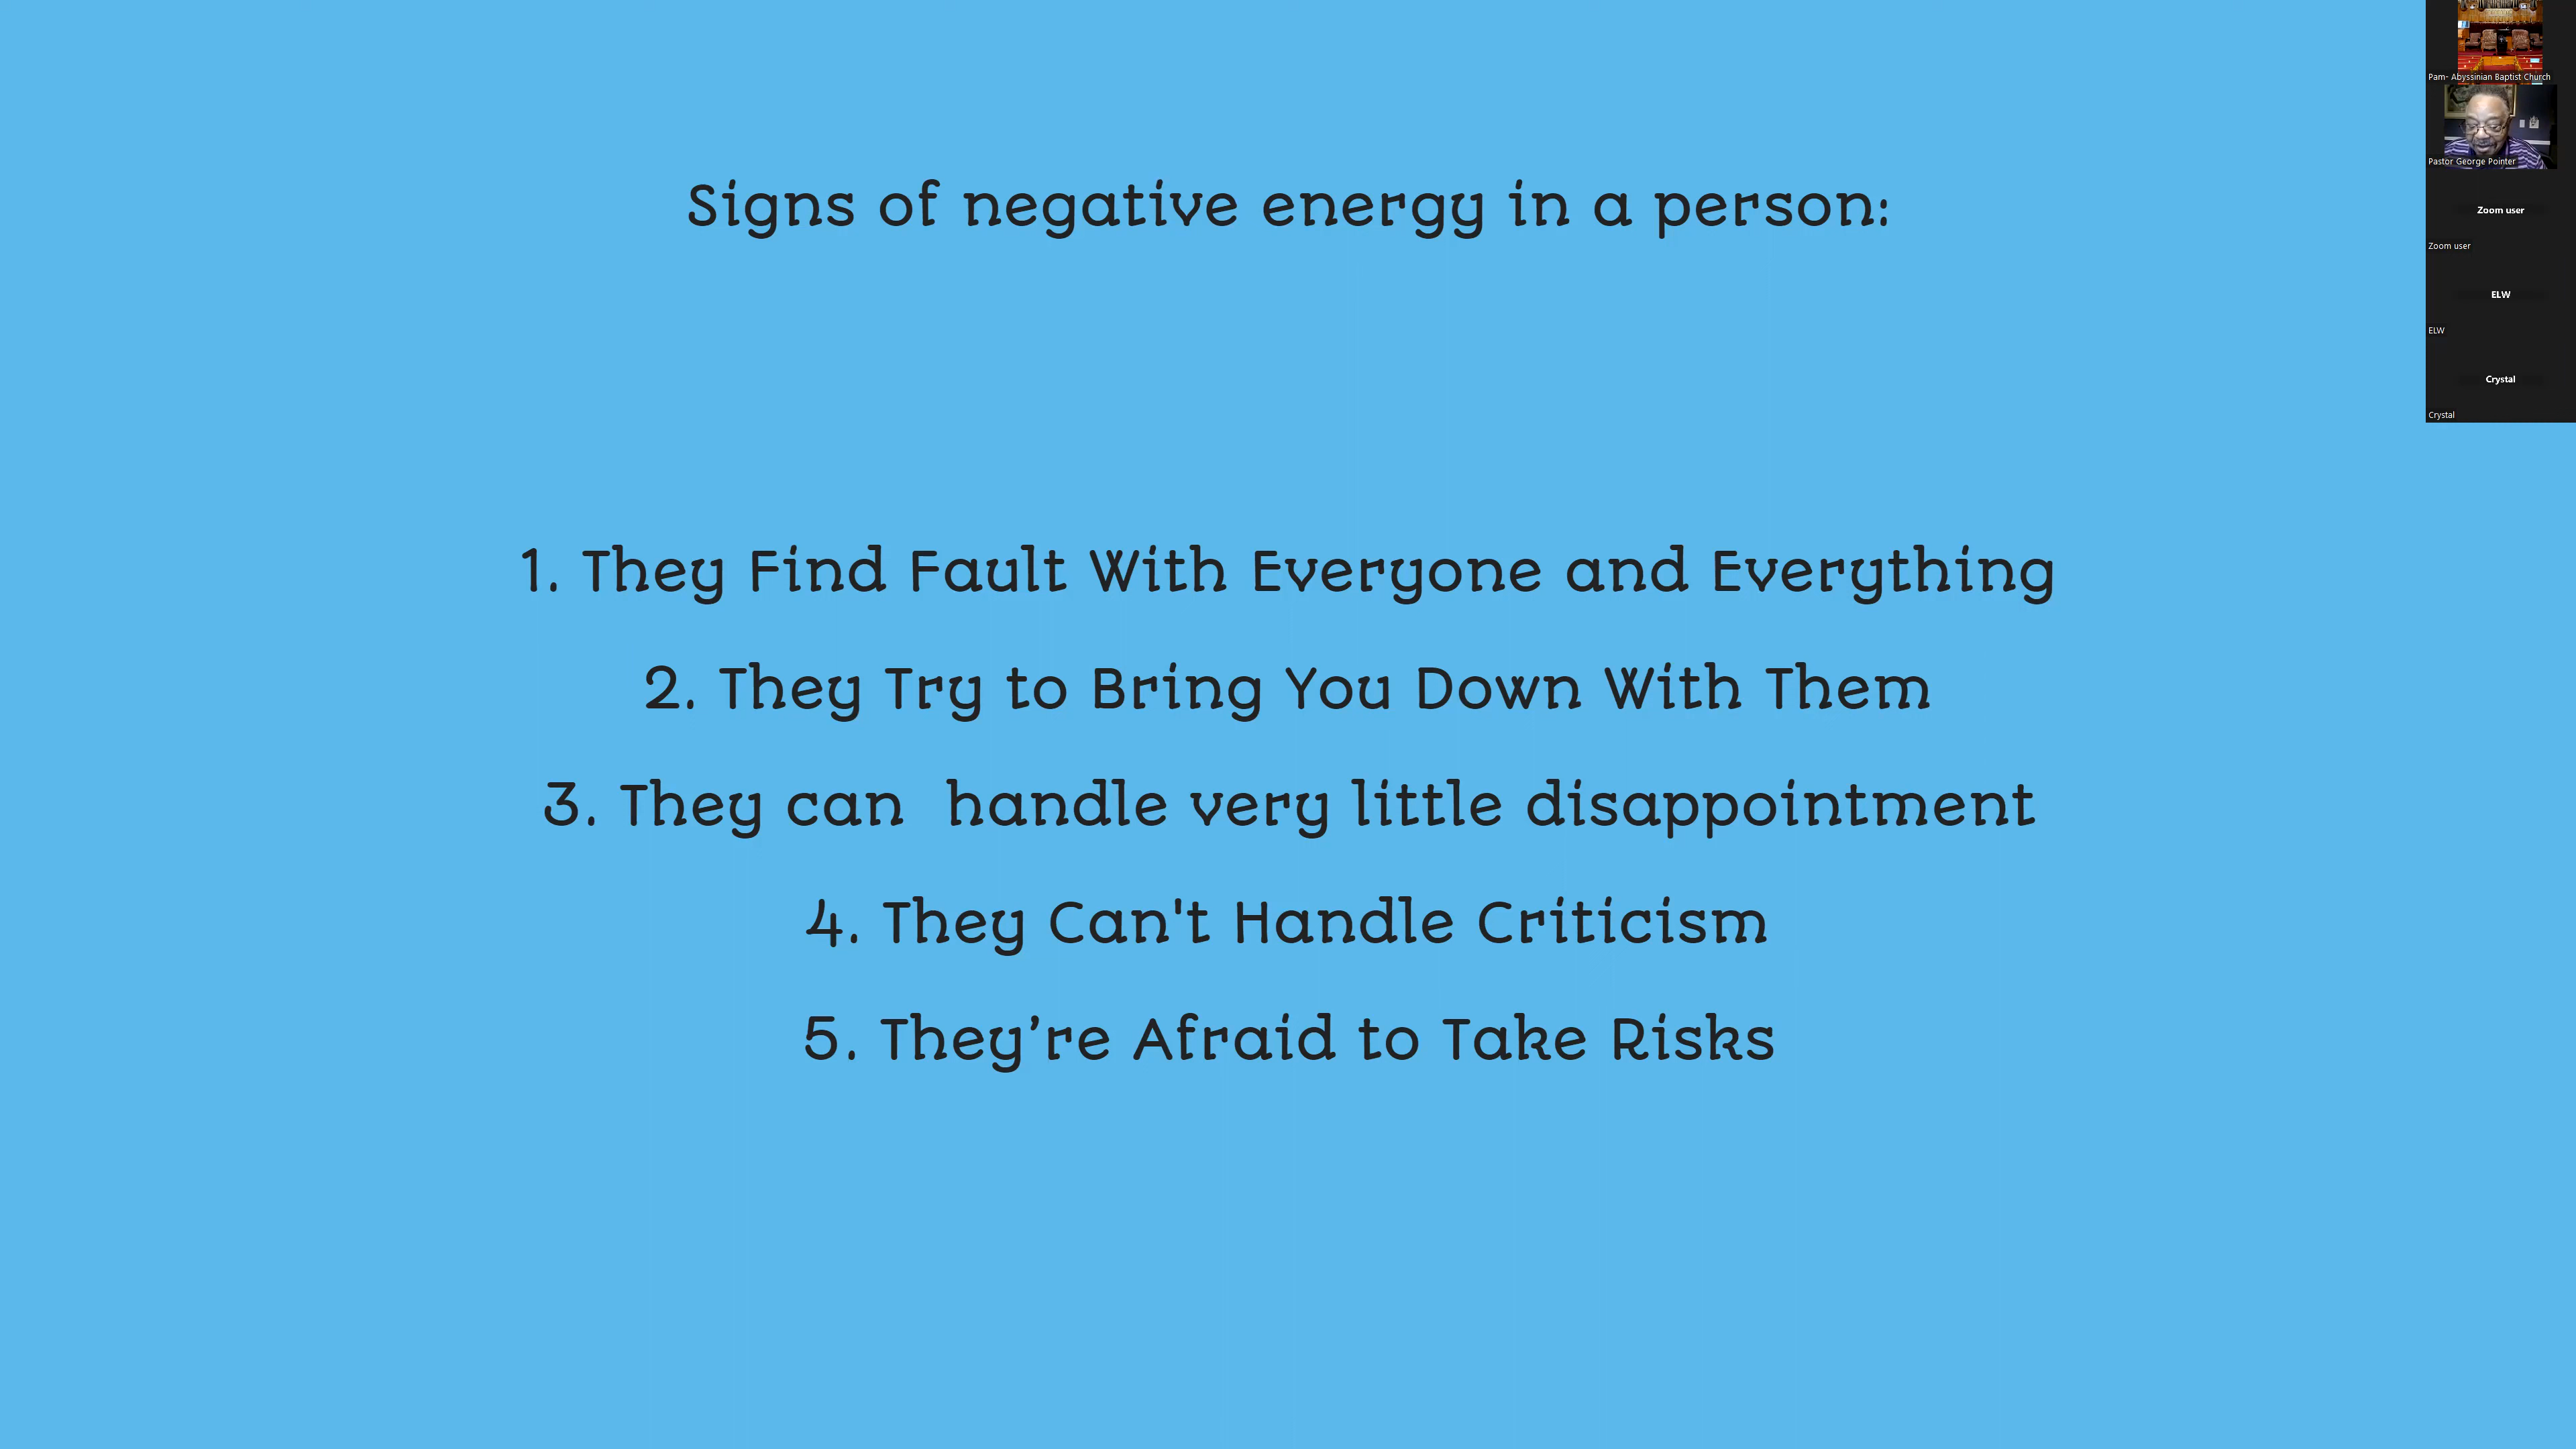 Signs of negative energy in a person:
1. They Find Fault With Everyone and Everything
2. They Try to Bring You Down With Them
3. They can  handle very little disappointment
4. They Can't Handle Criticism
5. They’re Afraid to Take Risks
Pam- Abyssinian Baptist Church
Pastor George Pointer
Zoom user
Zoom user
ELW
ELW
Crystal
Crystal